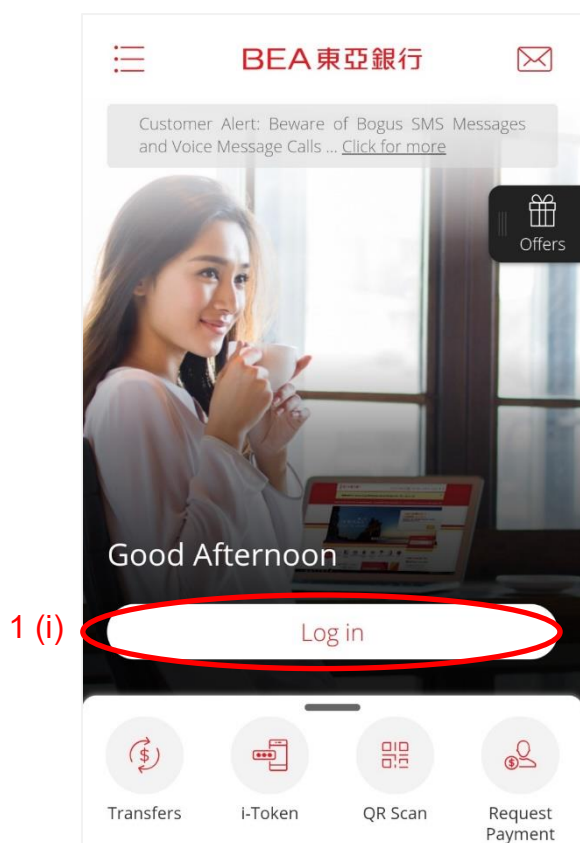 BEA東亞銀行
Customer Alert: Beware of Bogus SMS Messages
and Voice Message Calls ... Click for more
Offers
Good Afternoon
1 (i)
Log in
Transfers
i-Token
QR Scan
Request
Payment